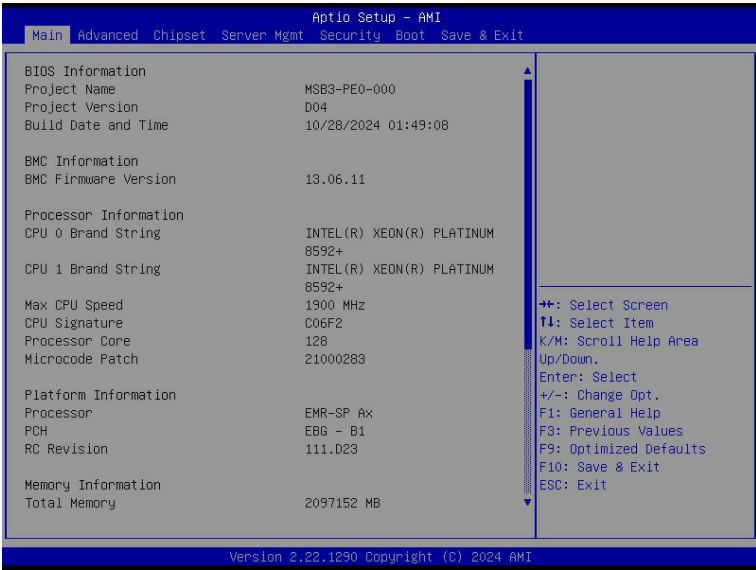 Aptio Setup – AMI
Main Advanced Chipset Server Mgmt Security Boot Save & Exit
BIOS Information
Project Name MSB3-PE0-000
Project Version D04
Build Date and Time 10/28/2024 01:49:08
BMC Information
BMC Firmware Version 13.06.11
Processor Information
CPU 0 Brand String INTEL(R) XEON(R) PLATINUM
8592+
CPU 1 Brand String INTEL(R) XEON(R) PLATINUM
8592+
Max CPU Speed 1900 MHz
CPU Signature C06F2
Processor Core 128
Microcode Patch 21000283
Platform Information
Processor EMR-SP Ax
PCH EBG - B1
RC Revision 111.D23
Memory Information
Total Memory 2097152 MB
→←: Select Screen
↑↓: Select Item
K/M: Scroll Help Area
Up/Down.
Enter: Select
+/-: Change Opt.
F1: General Help
F3: Previous Values
F9: Optimized Defaults
F10: Save & Exit
ESC: Exit
Version 2.22.1290 Copyright (C) 2024 AMI